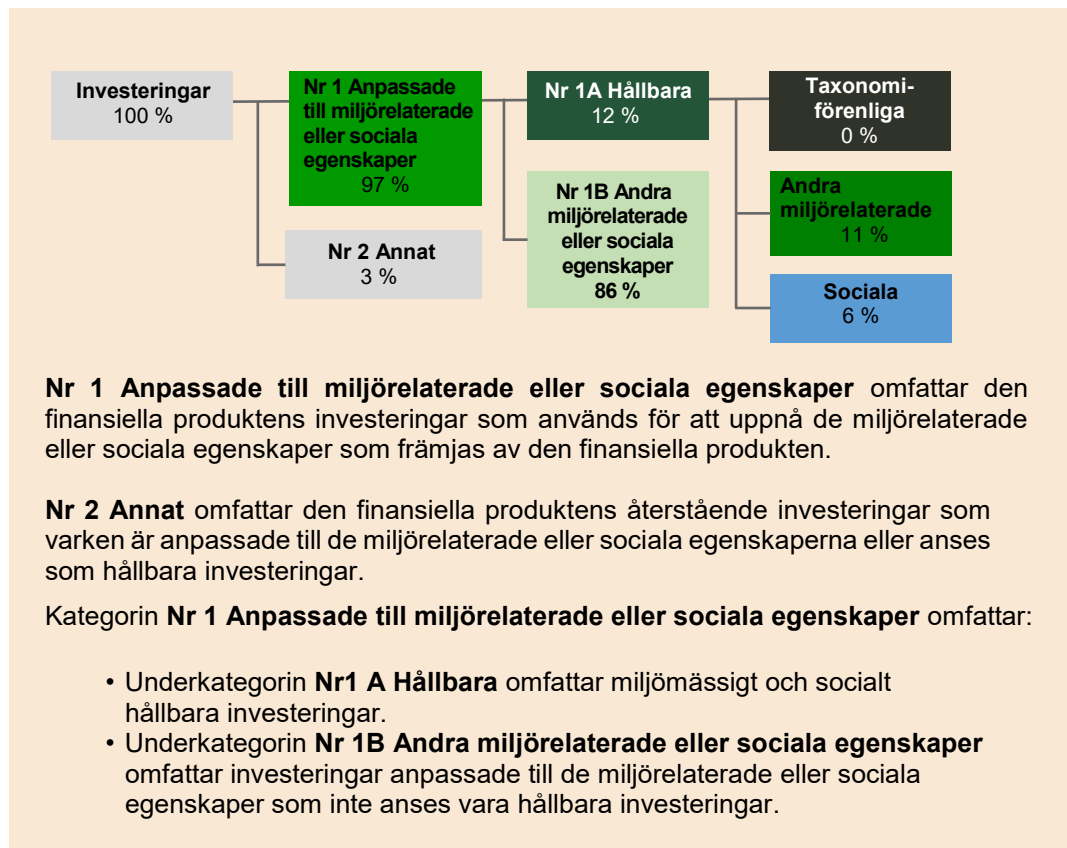 Investeringar
100 %
Nr 1 Anpassade
till miljörelaterade
eller sociala
egenskaper
97 %
Nr 2 Annat
3 %
Nr 1A Hållbara
12 %
Nr 1B Andra
miljörelaterade
eller sociala
egenskaper
86 %
Taxonomi-
förenliga
0 %
Andra
miljörelaterade
11 %
Sociala
6 %
Nr 1 Anpassade till miljörelaterade eller sociala egenskaper omfattar den
finansiella produktens investeringar som används för att uppnå de miljörelaterade
eller sociala egenskaper som främjas av den finansiella produkten.
Nr 2 Annat omfattar den finansiella produktens återstående investeringar som
varken är anpassade till de miljörelaterade eller sociala egenskaperna eller anses
som hållbara investeringar.
Kategorin Nr 1 Anpassade till miljörelaterade eller sociala egenskaper omfattar:
• Underkategorin Nr1 A Hållbara omfattar miljömässigt och socialt
hållbara investeringar.
• Underkategorin Nr 1B Andra miljörelaterade eller sociala egenskaper
omfattar investeringar anpassade till de miljörelaterade eller sociala
egenskaper som inte anses vara hållbara investeringar.